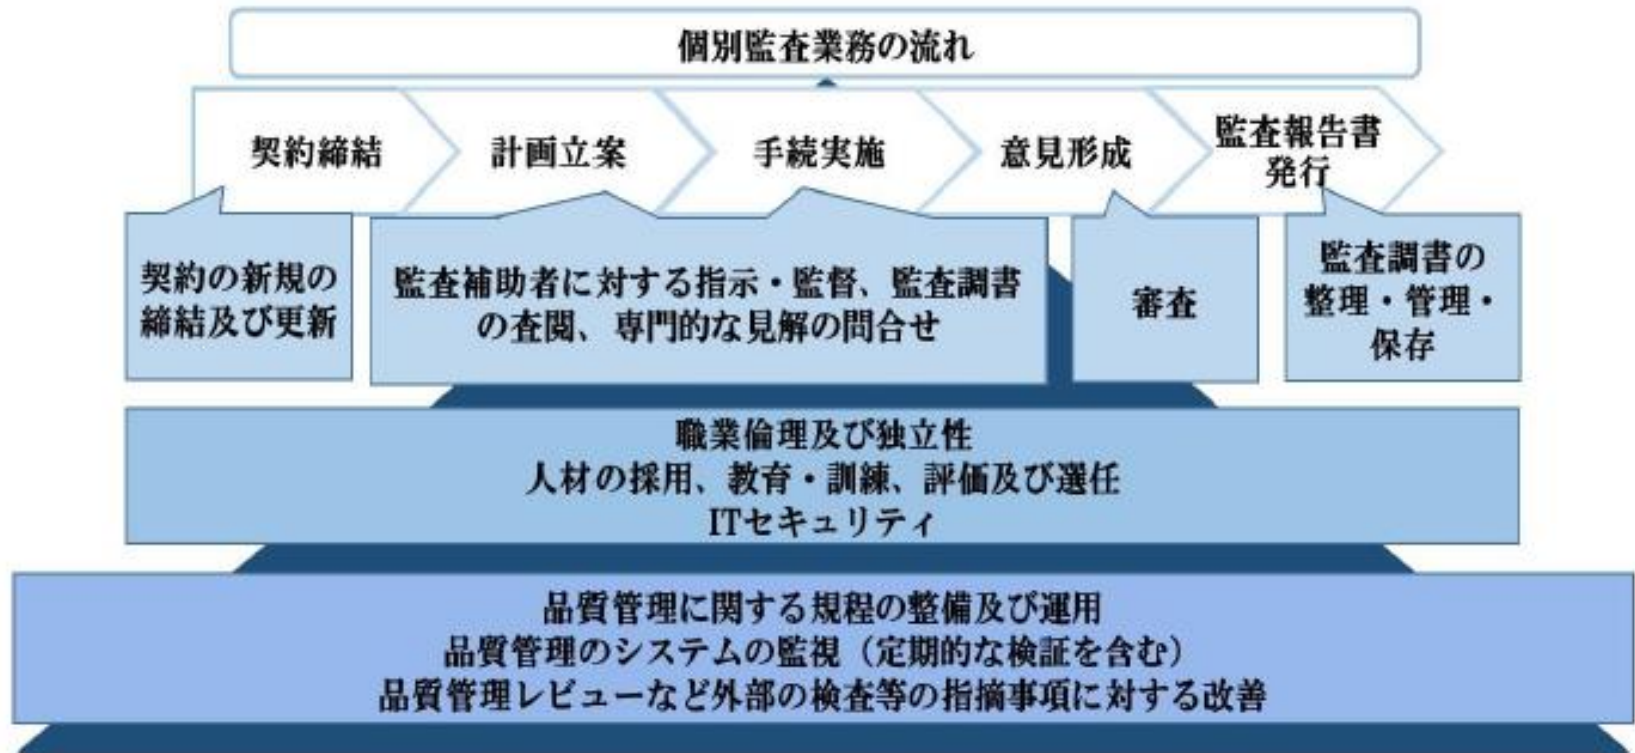 個別監査業務の流れ
契約締結
計画立案
手続実施
意見形成
監査報告書
発行
契約の新規の
締結及び更新
監査補助者に対する指示・監督、監査調書
の査閲、専門的な見解の問合せ
審査
監査調書の
整理・管理・
保存
職業倫理及び独立性
人材の採用、教育・訓練、評価及び選任
ITセキュリティ
品質管理に関する規程の整備及び運用
品質管理のシステムの監視（定期的な検証を含む）
品質管理レビューなど外部の検査等の指摘事項に対する改善